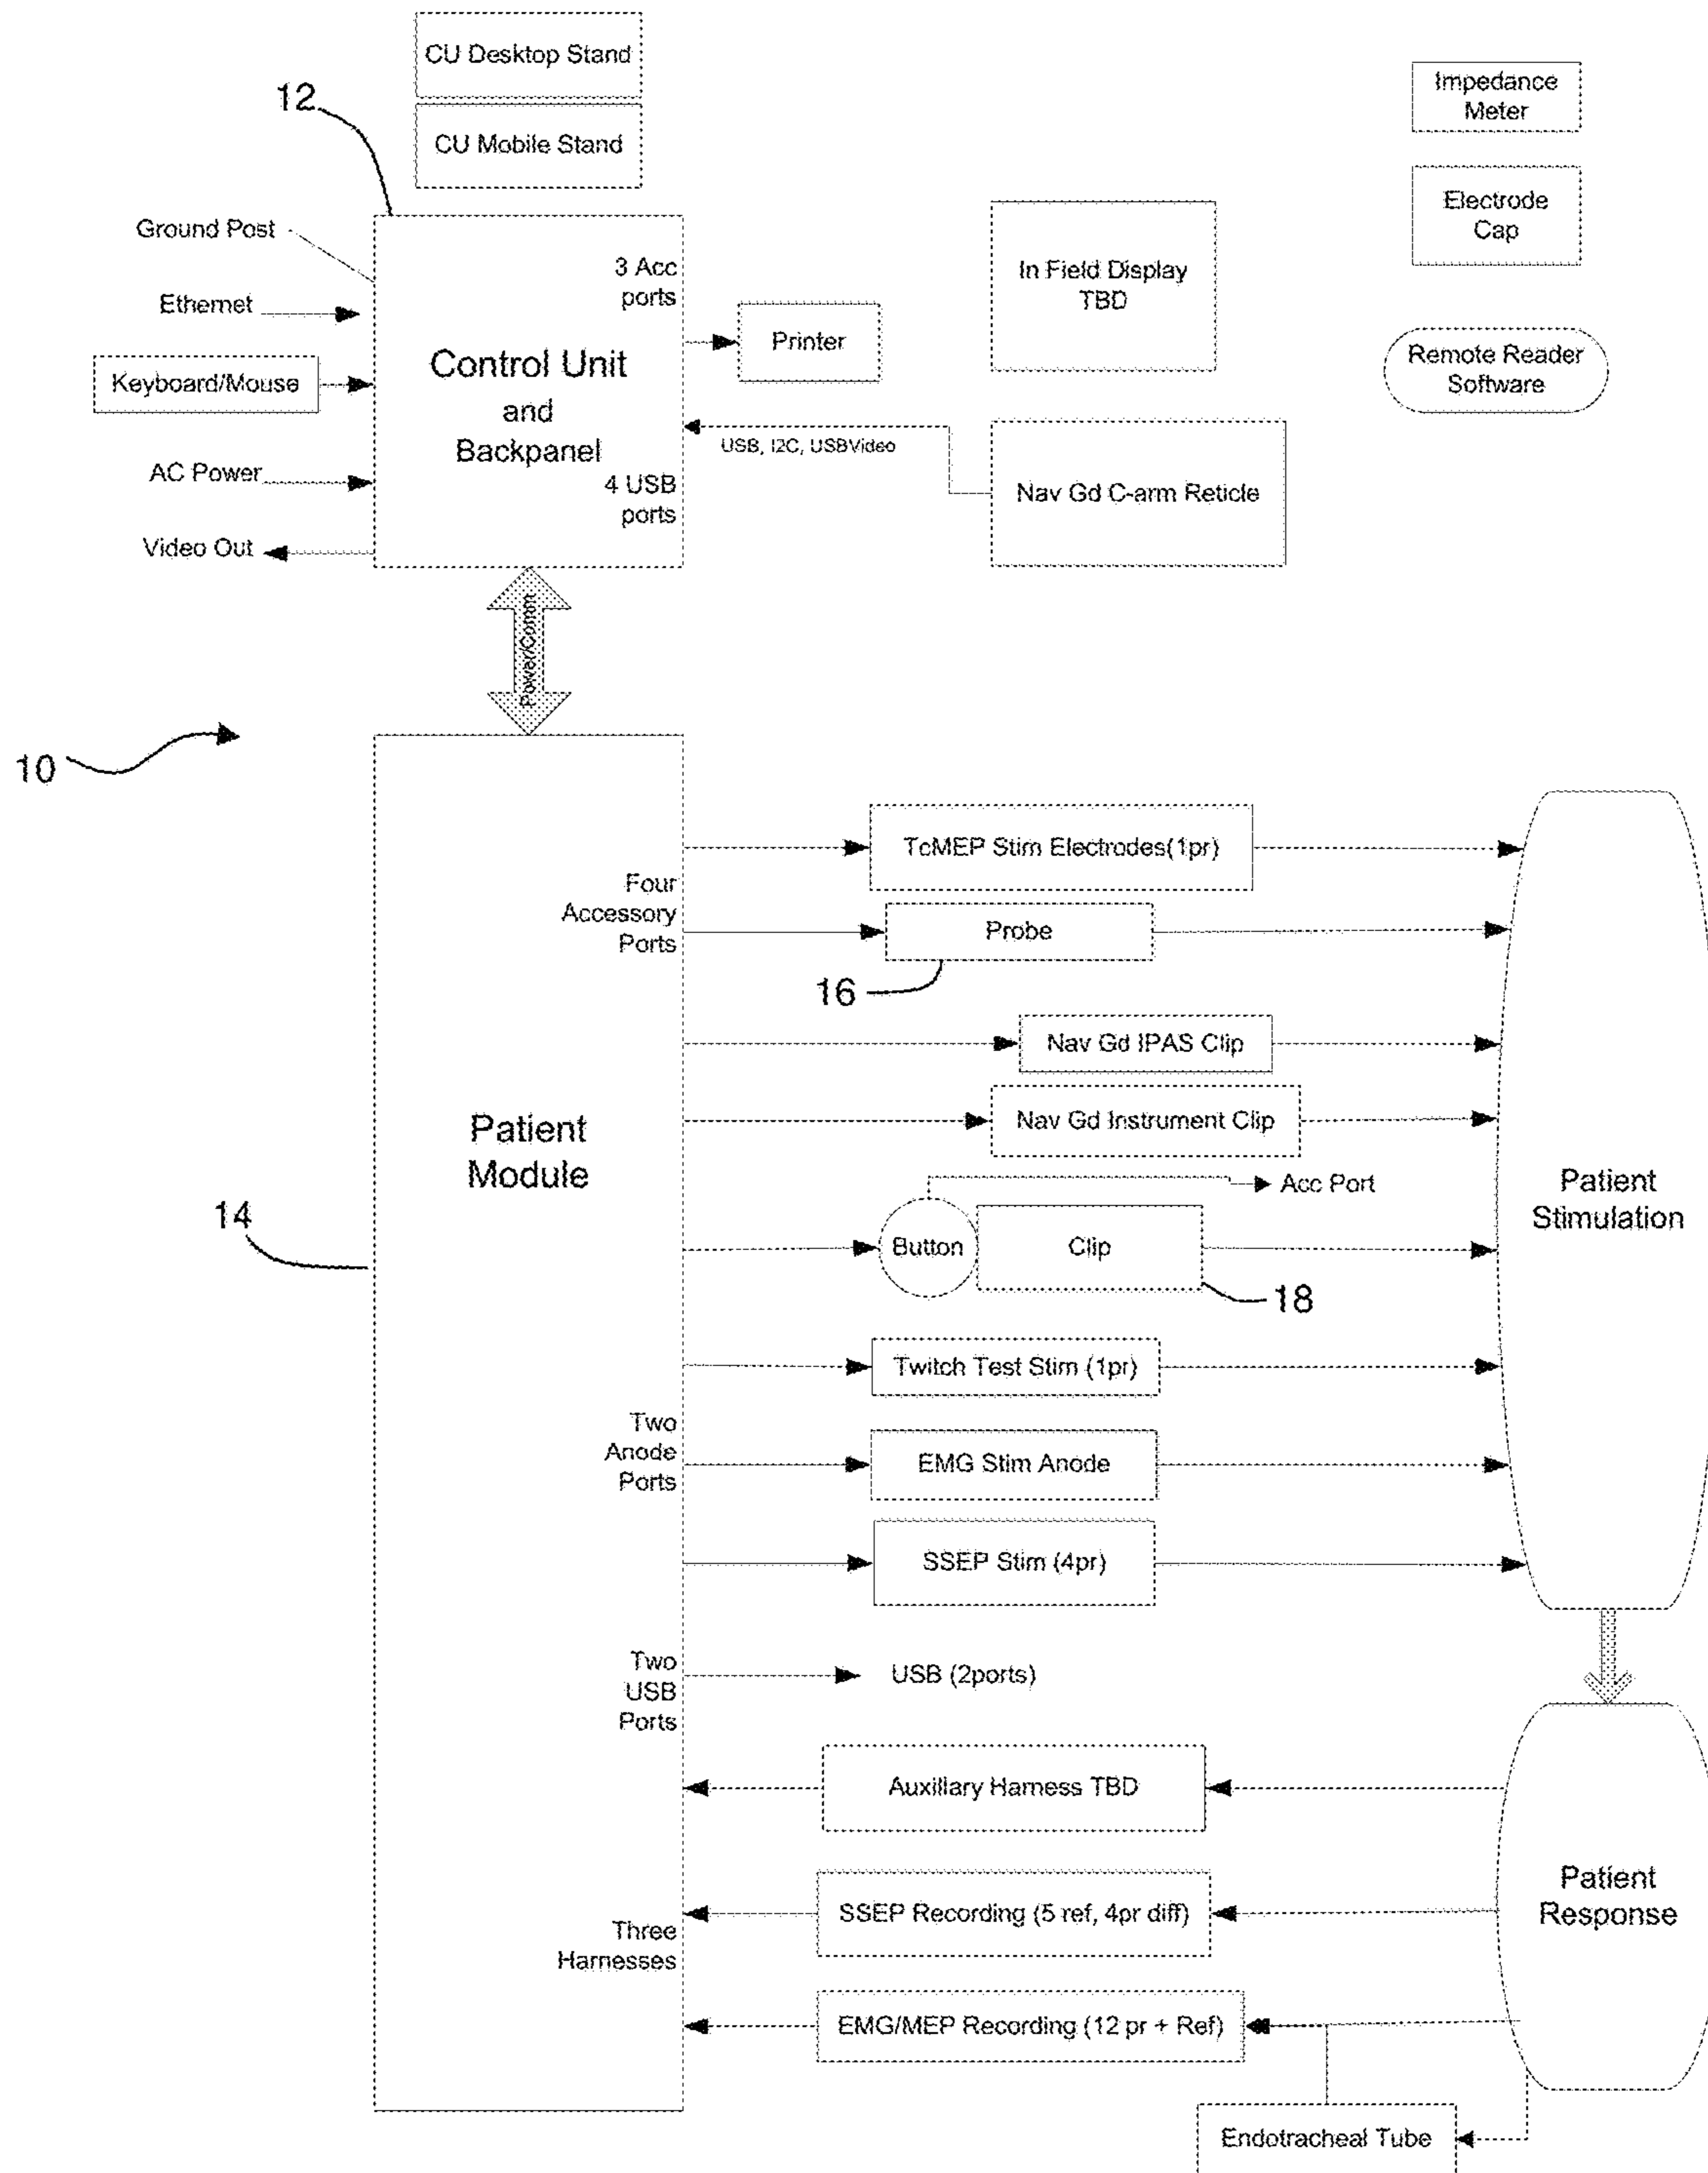 CU Desktop Stand
12
CU Mobile Stand
Impedance
Meter
Electrode
Cap
Remote Reader
Software
Ground Post
Ethernet
Keyboard/Mouse
AC Power
Video Out
3 Acc
ports
Control Unit
and
Backpanel
4 USB
ports
Printer
In Field Display
TBD
USB, I2C, USBVideo
Nav Gd C-arm Reticle
Power/Comm
10
Patient
Module
14
Four
Accessory
Ports
TcMEP Stim Electrodes(1pr)
Probe
16
Nav Gd IPAS Clip
Nav Gd Instrument Clip
Acc Port
Button
Clip
18
Twitch Test Stim (1pr)
Two
Anode
Ports
EMG Stim Anode
SSEP Stim (4pr)
Patient
Stimulation
Two
USB
Ports
USB (2ports)
Auxillary Harness TBD
SSEP Recording (5 ref, 4pr diff)
Three
Harnesses
EMG/MEP Recording (12 pr + Ref)
Patient
Response
Endotracheal Tube